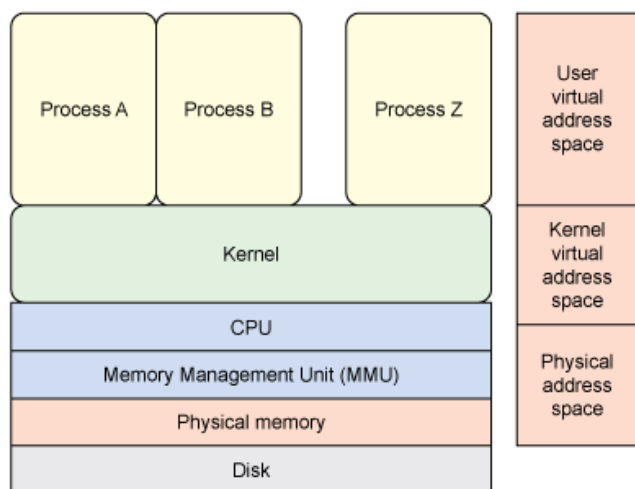 Process A
Process B
Process Z
Kernel
CPU
Memory Management Unit (MMU)
Physical memory
Disk
User
virtual
address
space
Kernel
virtual
address
space
Physical
address
space